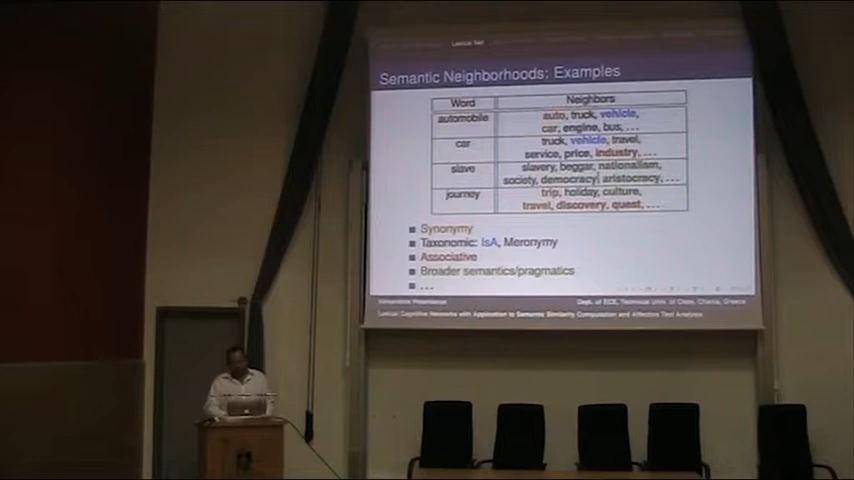 Lexical Net
Semantic Neighborhoods: Examples
Word Neighbors
automobile auto, truck, vehicle,
car, engine, bus, ...
car truck, vehicle, travel,
service, price, industry, ...
slave slavery, beggar, nationalism,
society, democracy, aristocracy, ...
journey trip, holiday, culture,
travel, discovery, quest, ...
Synonymy
Taxonomic: IsA, Meronymy
Associative
Broader semantics/pragmatics
...
Dept. of ECE, Technical Univ. of Crete, Chania, Greece
Lexical Cognitive Networks with Application to Semantic Similarity Computation and Affective Text Analysis